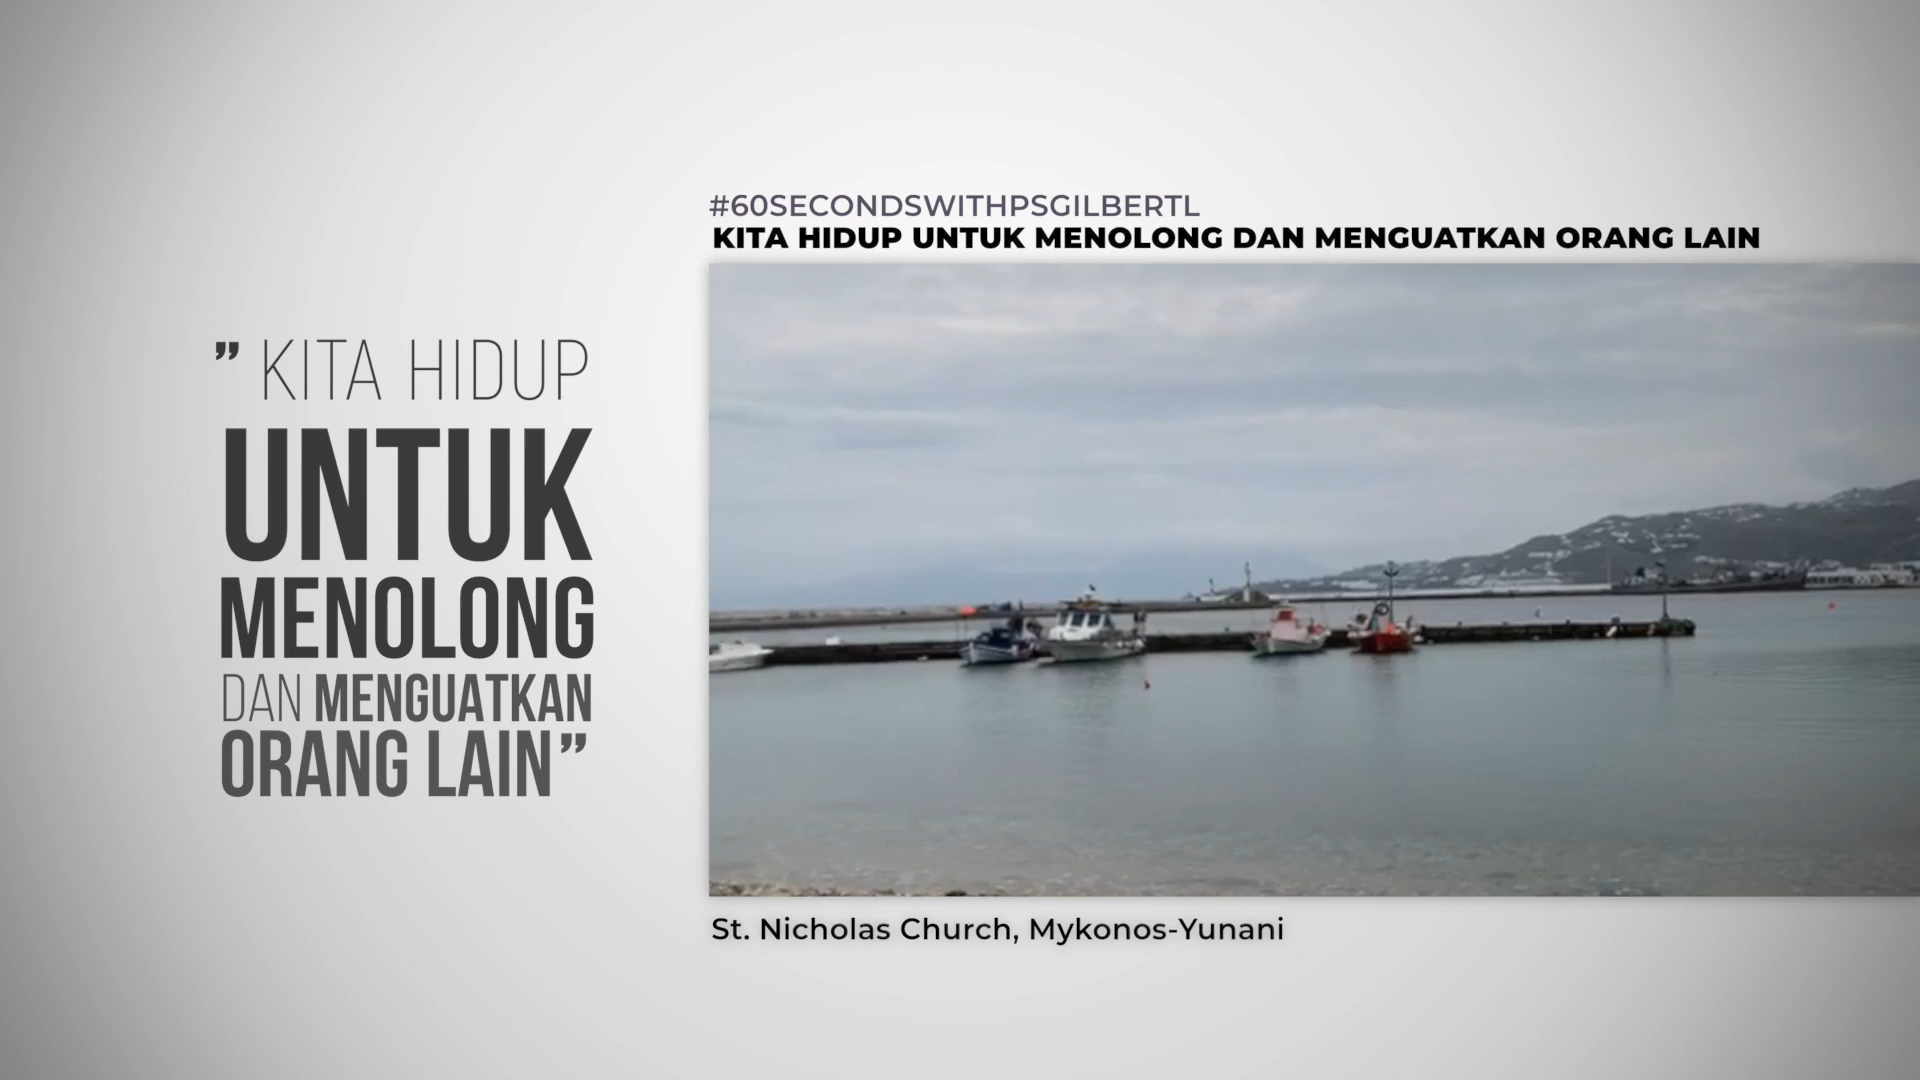 #60SECONDSWITHPSGILBERTL
KITA HIDUP UNTUK MENOLONG DAN MENGUATKAN ORANG LAIN
” KITA HIDUP
UNTUK
MENOLONG
DAN MENGUATKAN
ORANG LAIN”
St. Nicholas Church, Mykonos-Yunani